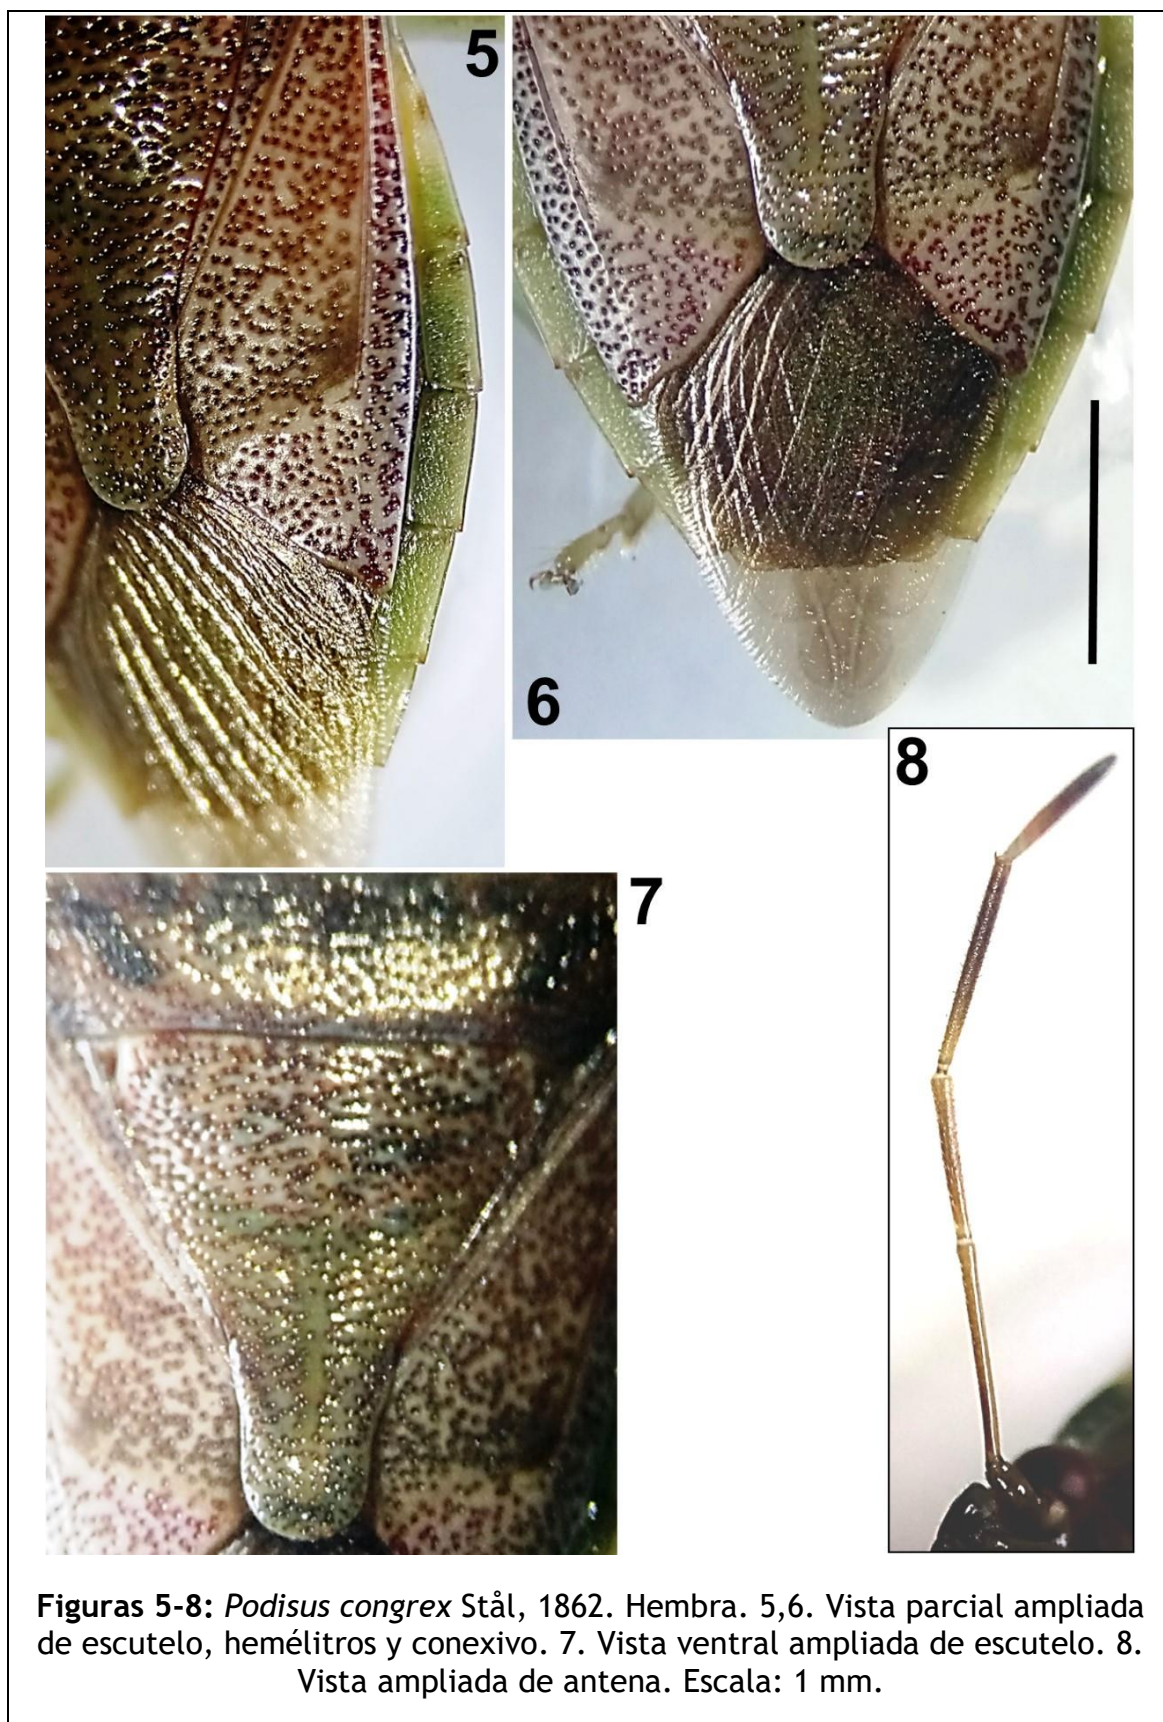 5
6
8
7
Figuras 5-8: Podisus congrex Stål, 1862. Hembra. 5,6. Vista parcial ampliada
de escutelo, hemélitros y conexivo. 7. Vista ventral ampliada de escutelo. 8.
Vista ampliada de antena. Escala: 1 mm.